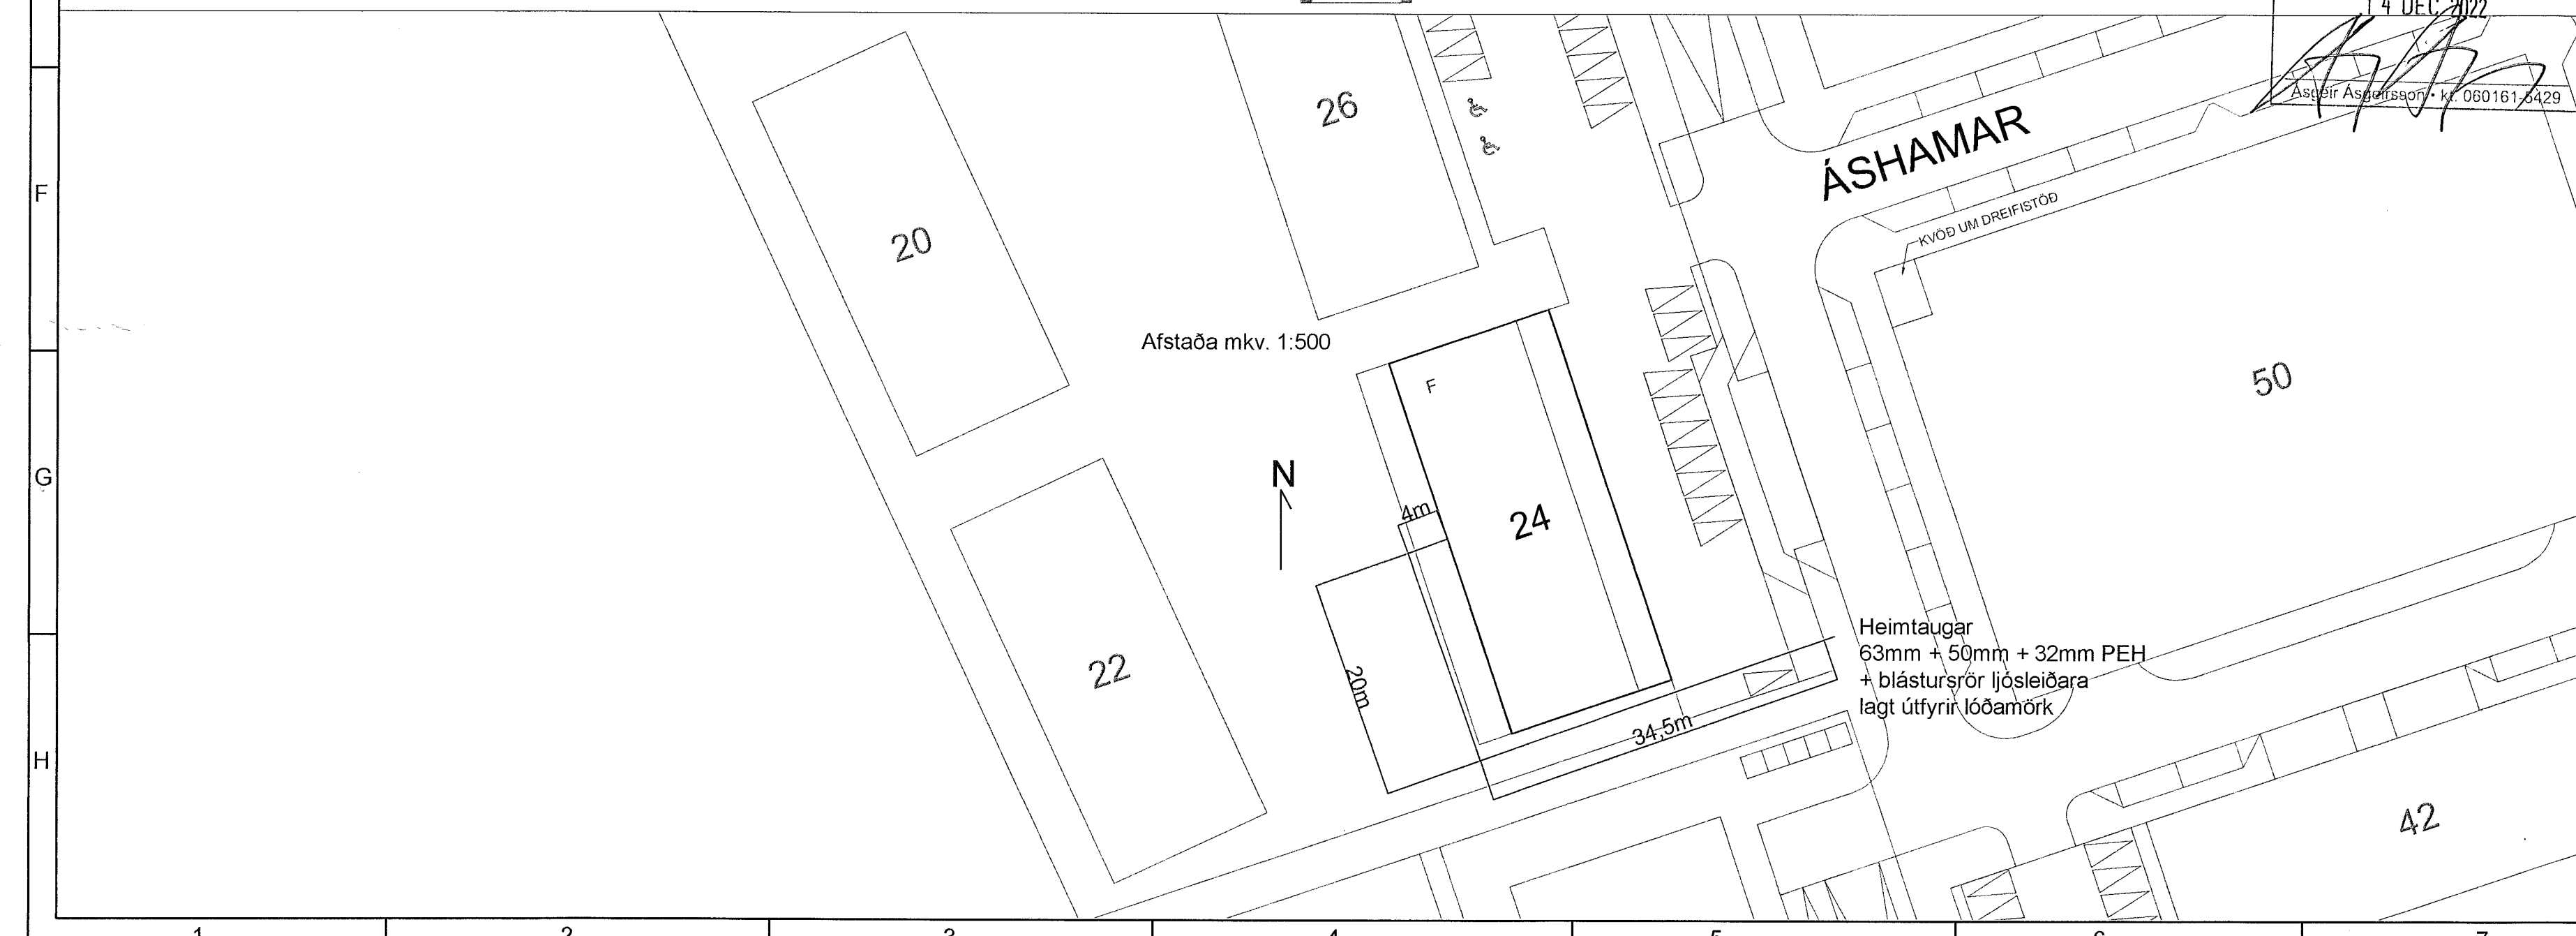 14 DEC 2022
Ásgeir Ásgeirsson • kt. 060161-5429
26
ÁSHAMAR
F
KVÖÐ UM DREIFISTÖÐ
20
Afstaða mkv. 1:500
F
50
G
N
4m
24
Heimtaugar
63mm + 50mm + 32mm PEH
+ blástursrör ljósleiðara
lagt útfyrir lóðamörk
22
20m
34,5m
H
42
1 2 3 4 5 6 7